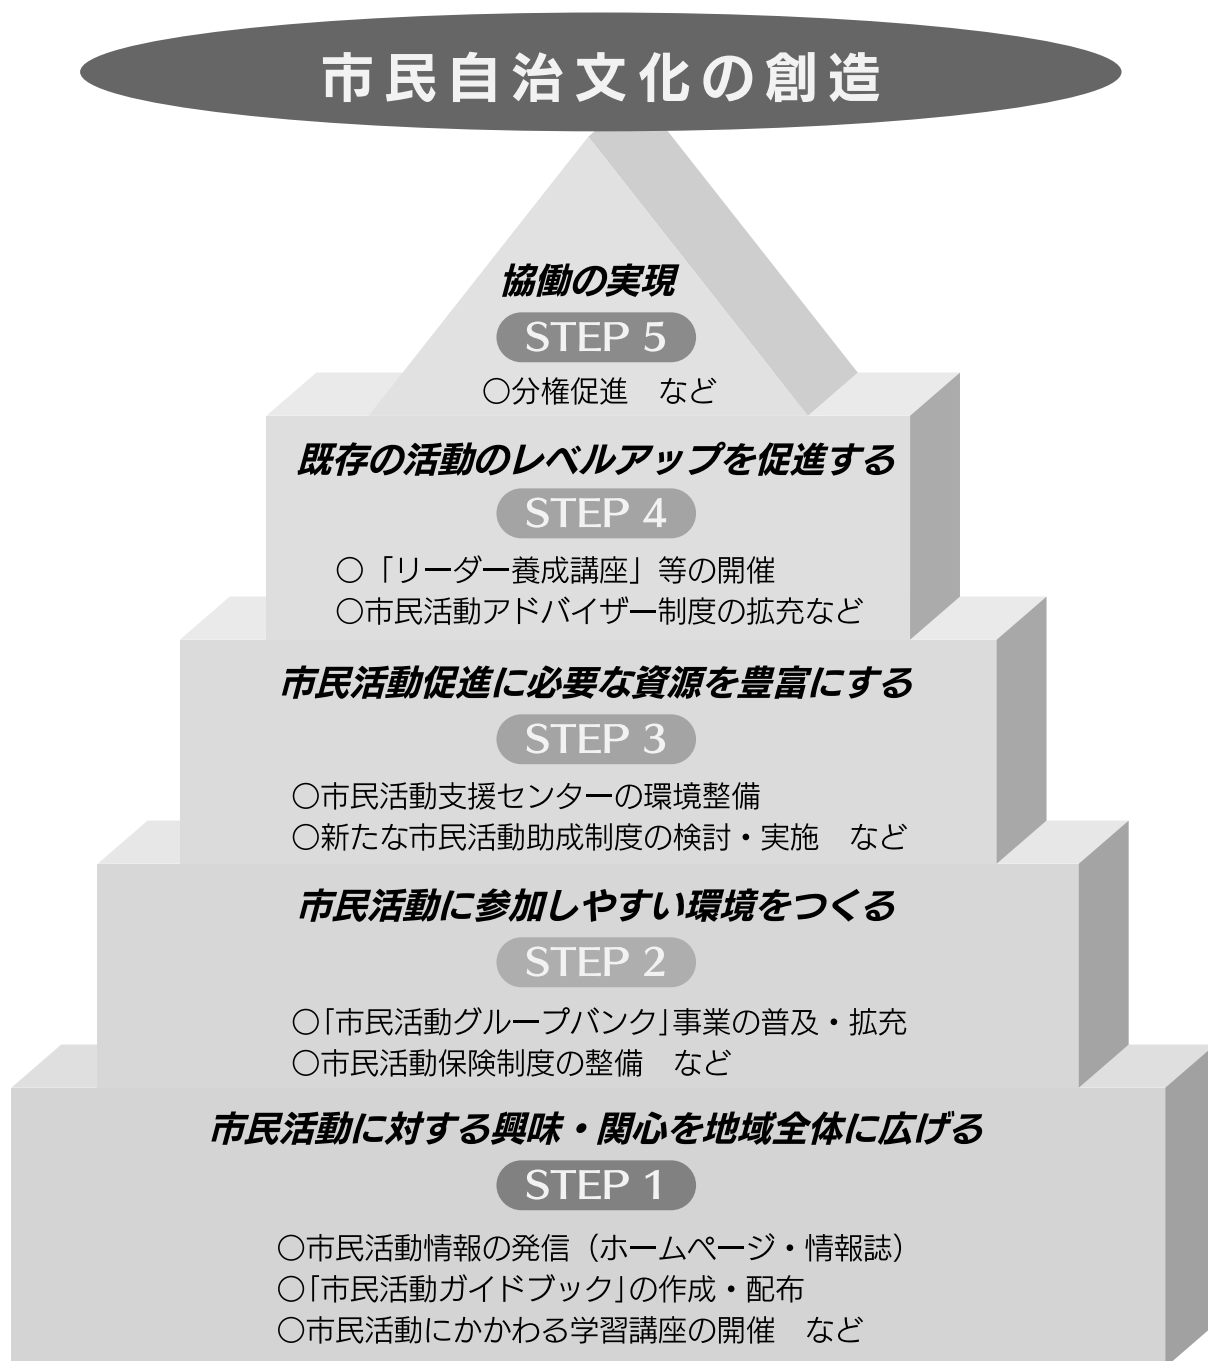 市民自治文化の創造
協働の実現
STEP 5
○分権促進　など
既存の活動のレベルアップを促進する
STEP 4
○「リーダー養成講座」等の開催
○市民活動アドバイザー制度の拡充など
市民活動促進に必要な資源を豊富にする
STEP 3
○市民活動支援センターの環境整備
○新たな市民活動助成制度の検討・実施　など
市民活動に参加しやすい環境をつくる
STEP 2
○「市民活動グループバンク」事業の普及・拡充
○市民活動保険制度の整備　など
市民活動に対する興味・関心を地域全体に広げる
STEP 1
○市民活動情報の発信（ホームページ・情報誌）
○「市民活動ガイドブック」の作成・配布
○市民活動にかかわる学習講座の開催　など